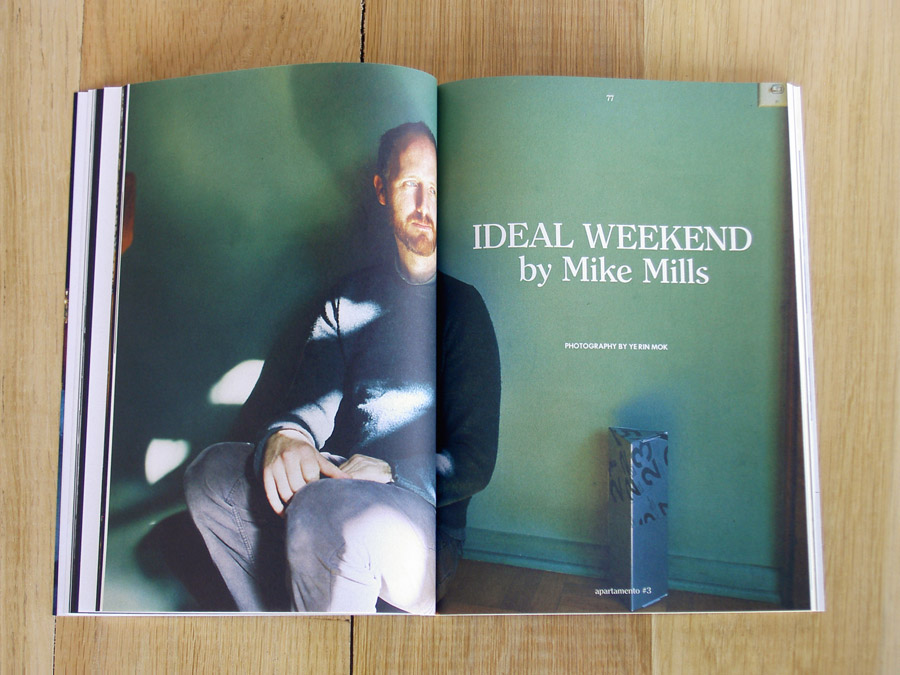 77
IDEAL WEEKEND
by Mike Mills
PHOTOGRAPHY BY YE RIN MOK
apartamento #3